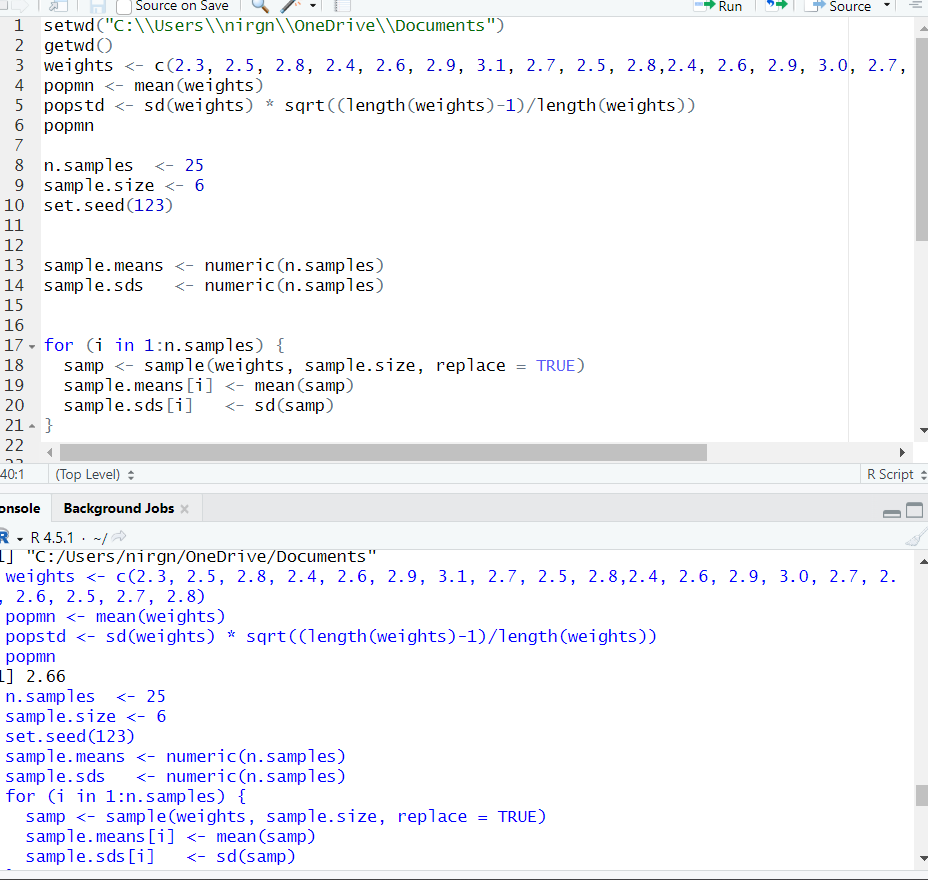 Source on Save
Run
Source
1 setwd("C:\\Users\\nirgn\\OneDrive\\Documents")
2 getwd()
3 weights <- c(2.3, 2.5, 2.8, 2.4, 2.6, 2.9, 3.1, 2.7, 2.5, 2.8,2.4, 2.6, 2.9, 3.0, 2.7,
4 popmn <- mean(weights)
5 popstd <- sd(weights) * sqrt((length(weights)-1)/length(weights))
6 popmn
7
8 n.samples  <- 25
9 sample.size <- 6
10 set.seed(123)
11
12
13 sample.means <- numeric(n.samples)
14 sample.sds   <- numeric(n.samples)
15
16
17 for (i in 1:n.samples) {
18   samp <- sample(weights, sample.size, replace = TRUE)
19   sample.means[i] <- mean(samp)
20   sample.sds[i]   <- sd(samp)
21 }
22
40:1 (Top Level) R Script
onsole Background Jobs
R R 4.5.1 · ~/
1] "C:/Users/nirgn/OneDrive/Documents"
weights <- c(2.3, 2.5, 2.8, 2.4, 2.6, 2.9, 3.1, 2.7, 2.5, 2.8,2.4, 2.6, 2.9, 3.0, 2.7, 2.
, 2.6, 2.5, 2.7, 2.8)
popmn <- mean(weights)
popstd <- sd(weights) * sqrt((length(weights)-1)/length(weights))
popmn
1] 2.66
n.samples  <- 25
sample.size <- 6
set.seed(123)
sample.means <- numeric(n.samples)
sample.sds   <- numeric(n.samples)
for (i in 1:n.samples) {
  samp <- sample(weights, sample.size, replace = TRUE)
  sample.means[i] <- mean(samp)
  sample.sds[i]   <- sd(samp)